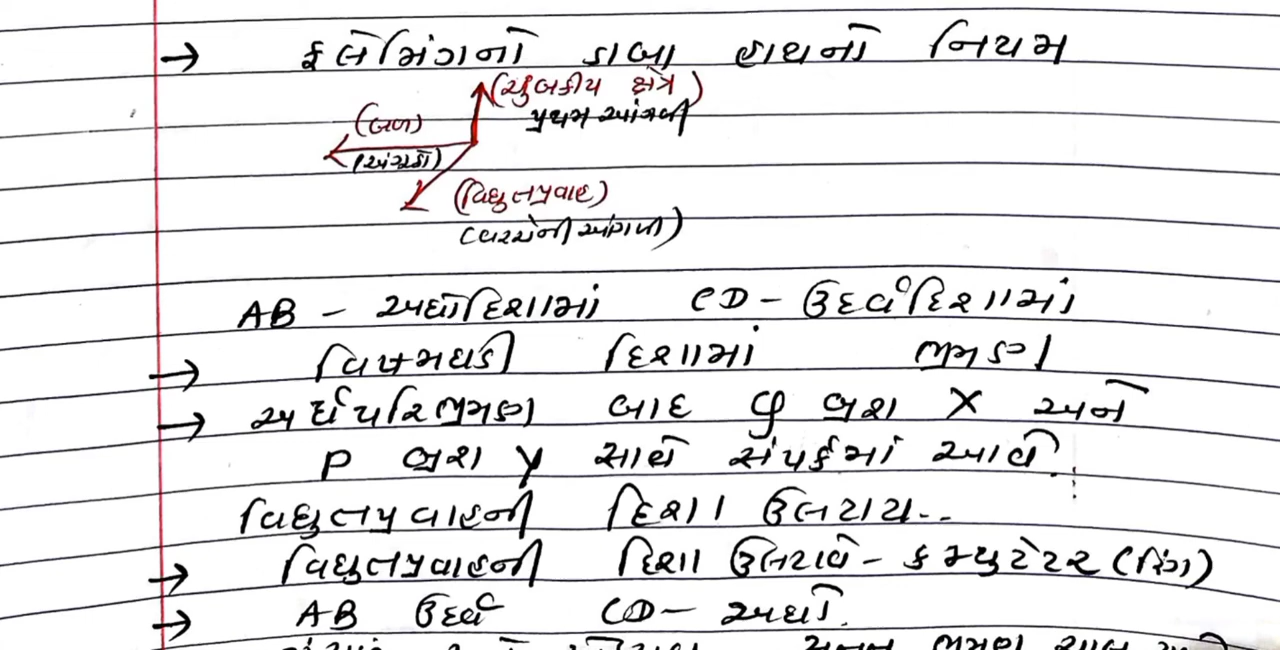 → ફ્લેમિંગનો ડાબા હાથનો નિયમ
(ચુંબકીય ક્ષેત્ર)
પ્રથમ આંગળી
(બળ)
(અંગૂઠો)
(વિદ્યુતપ્રવાહ)
(વચ્ચેની આંગળી)
AB - અધોદિશામાં CD - ઉર્ધ્વદિશામાં
→ વિષમઘડી દિશામાં ભ્રમણ
→ અર્ધપરિભ્રમણ બાદ Q બ્રશ X અને
P બ્રશ Y સાથે સંપર્કમાં આવે
વિદ્યુતપ્રવાહની દિશા ઉલટાય..
→ વિદ્યુતપ્રવાહની દિશા ઉલટાવે - કમ્યુટેટર (રિંગ)
→ AB ઉર્ધ્વ CD - અધો.